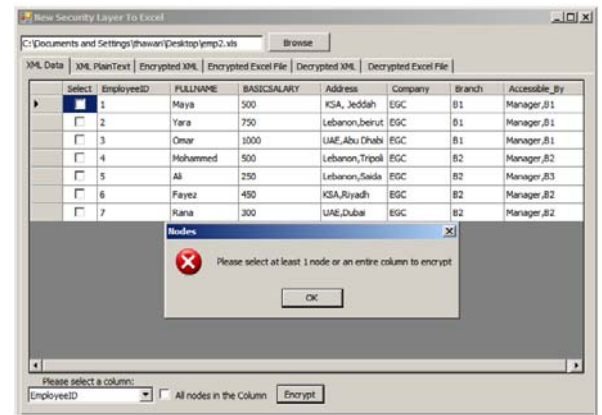 New Security Layer To Excel
C:\Documents and Settings\jthawari\Desktop\emp2.xls Browse
XML Data XML PlainText Encrypted XML Encrypted Excel File Decrypted XML Decrypted Excel File
Select EmployeeID FULLNAME BASICSALARY Address Company Branch Accessible_By
1 Maya 500 KSA, Jeddah EGC B1 Manager,B1
2 Yara 750 Lebanon,beirut EGC B1 Manager,B1
3 Omar 1000 UAE,Abu Dhabi EGC B1 Manager,B1
4 Mohammed 500 Lebanon,Tripoli EGC B2 Manager,B2
5 Ali 250 Lebanon,Saida EGC B2 Manager,B3
6 Fayez 450 KSA,Riyadh EGC B2 Manager,B2
7 Rana 300 UAE,Dubai EGC B2 Manager,B2
Nodes
Please select at least 1 node or an entire column to encrypt
OK
Please select a column:
EmployeeID All nodes in the Column Encrypt